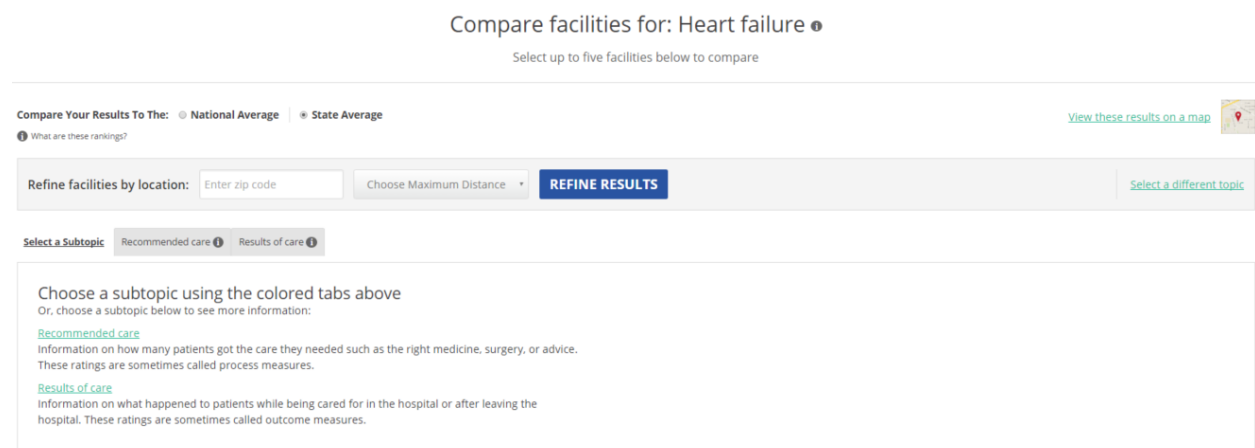 Compare facilities for: Heart failure
Select up to five facilities below to compare
Compare Your Results To The: National Average State Average
View these results on a map
What are these rankings?
Refine facilities by location: Enter zip code Choose Maximum Distance REFINE RESULTS Select a different topic
Select a Subtopic Recommended care Results of care
Choose a subtopic using the colored tabs above
Or, choose a subtopic below to see more information:
Recommended care
Information on how many patients got the care they needed such as the right medicine, surgery, or advice.
These ratings are sometimes called process measures.
Results of care
Information on what happened to patients while being cared for in the hospital or after leaving the
hospital. These ratings are sometimes called outcome measures.